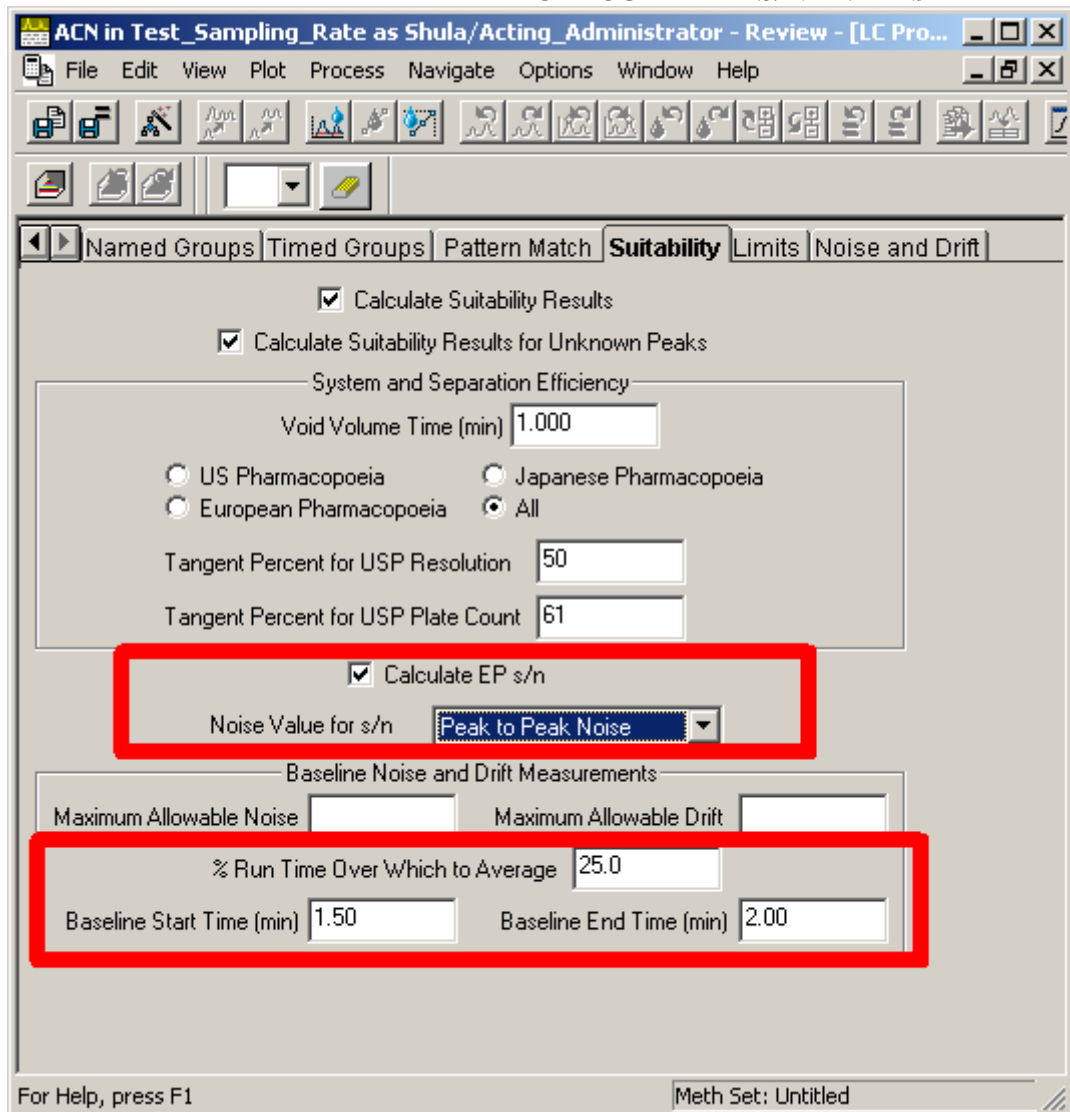 ACN in Test_Sampling_Rate as Shula/Acting_Administrator - Review - [LC Pro...
File Edit View Plot Process Navigate Options Window Help
Named Groups Timed Groups Pattern Match Suitability Limits Noise and Drift
Calculate Suitability Results
Calculate Suitability Results for Unknown Peaks
System and Separation Efficiency
Void Volume Time (min) 1.000
US Pharmacopoeia Japanese Pharmacopoeia
European Pharmacopoeia All
Tangent Percent for USP Resolution 50
Tangent Percent for USP Plate Count 61
Calculate EP s/n
Noise Value for s/n Peak to Peak Noise
Baseline Noise and Drift Measurements
Maximum Allowable Noise Maximum Allowable Drift
% Run Time Over Which to Average 25.0
Baseline Start Time (min) 1.50 Baseline End Time (min) 2.00
For Help, press F1 Meth Set: Untitled